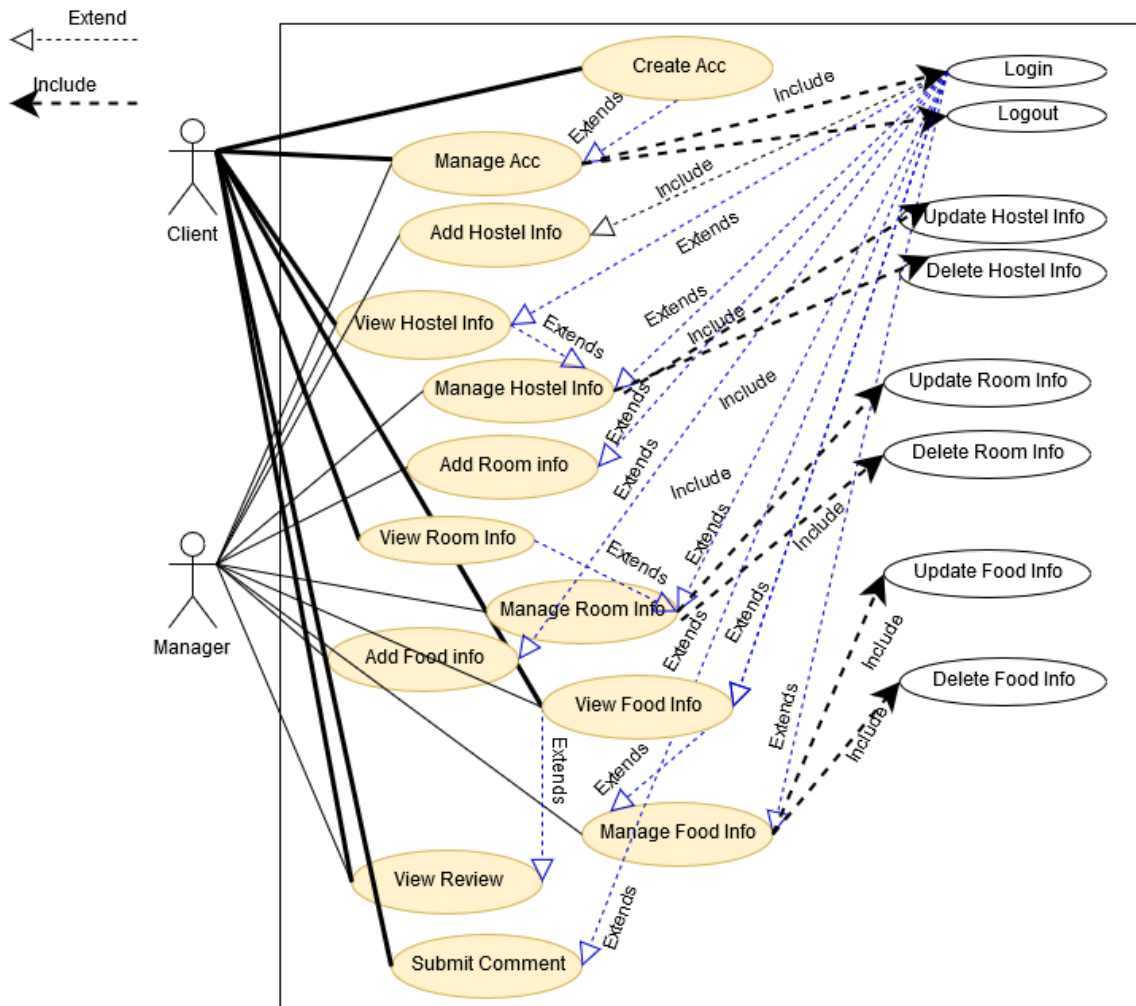 Extend
Include
Client
Manager
Create Acc
Manage Acc
Add Hostel Info
View Hostel Info
Manage Hostel Info
Add Room info
View Room Info
Manage Room Info
Add Food info
View Food Info
Manage Food Info
View Review
Submit Comment
Login
Logout
Update Hostel Info
Delete Hostel Info
Update Room Info
Delete Room Info
Update Food Info
Delete Food Info
Extends
Include
Include
Extends
Extends
Extends
Include
Include
Extends
Extends
Include
Include
Extends
Extends
Extends
Extends
Include
Extends
Extends
Include
Extends
Extends